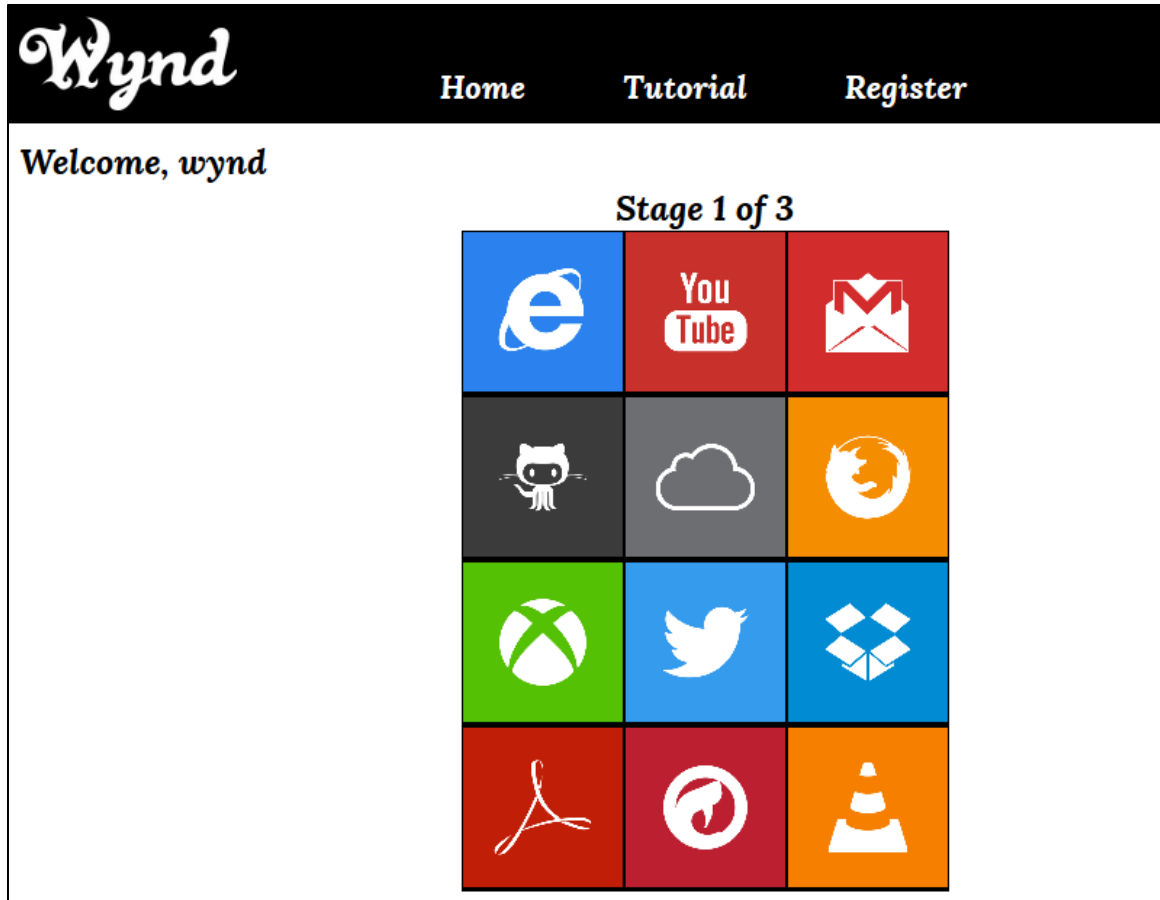 Wynd
Home Tutorial Register
Welcome, wynd
Stage 1 of 3
You
Tube